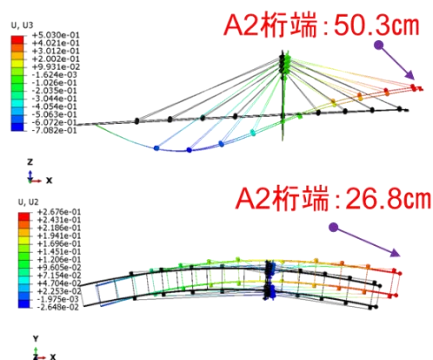 U, U3
+5.030e-01
+4.021e-01
+3.012e-01
+2.002e-01
+9.931e-02
-1.624e-03
-1.026e-01
-2.035e-01
-3.044e-01
-4.054e-01
-5.063e-01
-6.072e-01
-7.082e-01
A2桁端:50.3cm
Z
X
A2桁端:26.8cm
U, U2
+2.676e-01
+2.431e-01
+2.186e-01
+1.941e-01
+1.696e-01
+1.451e-01
+1.206e-01
+9.605e-02
+7.154e-02
+4.704e-02
+2.253e-02
-1.975e-03
-2.648e-02
Y
Z
X